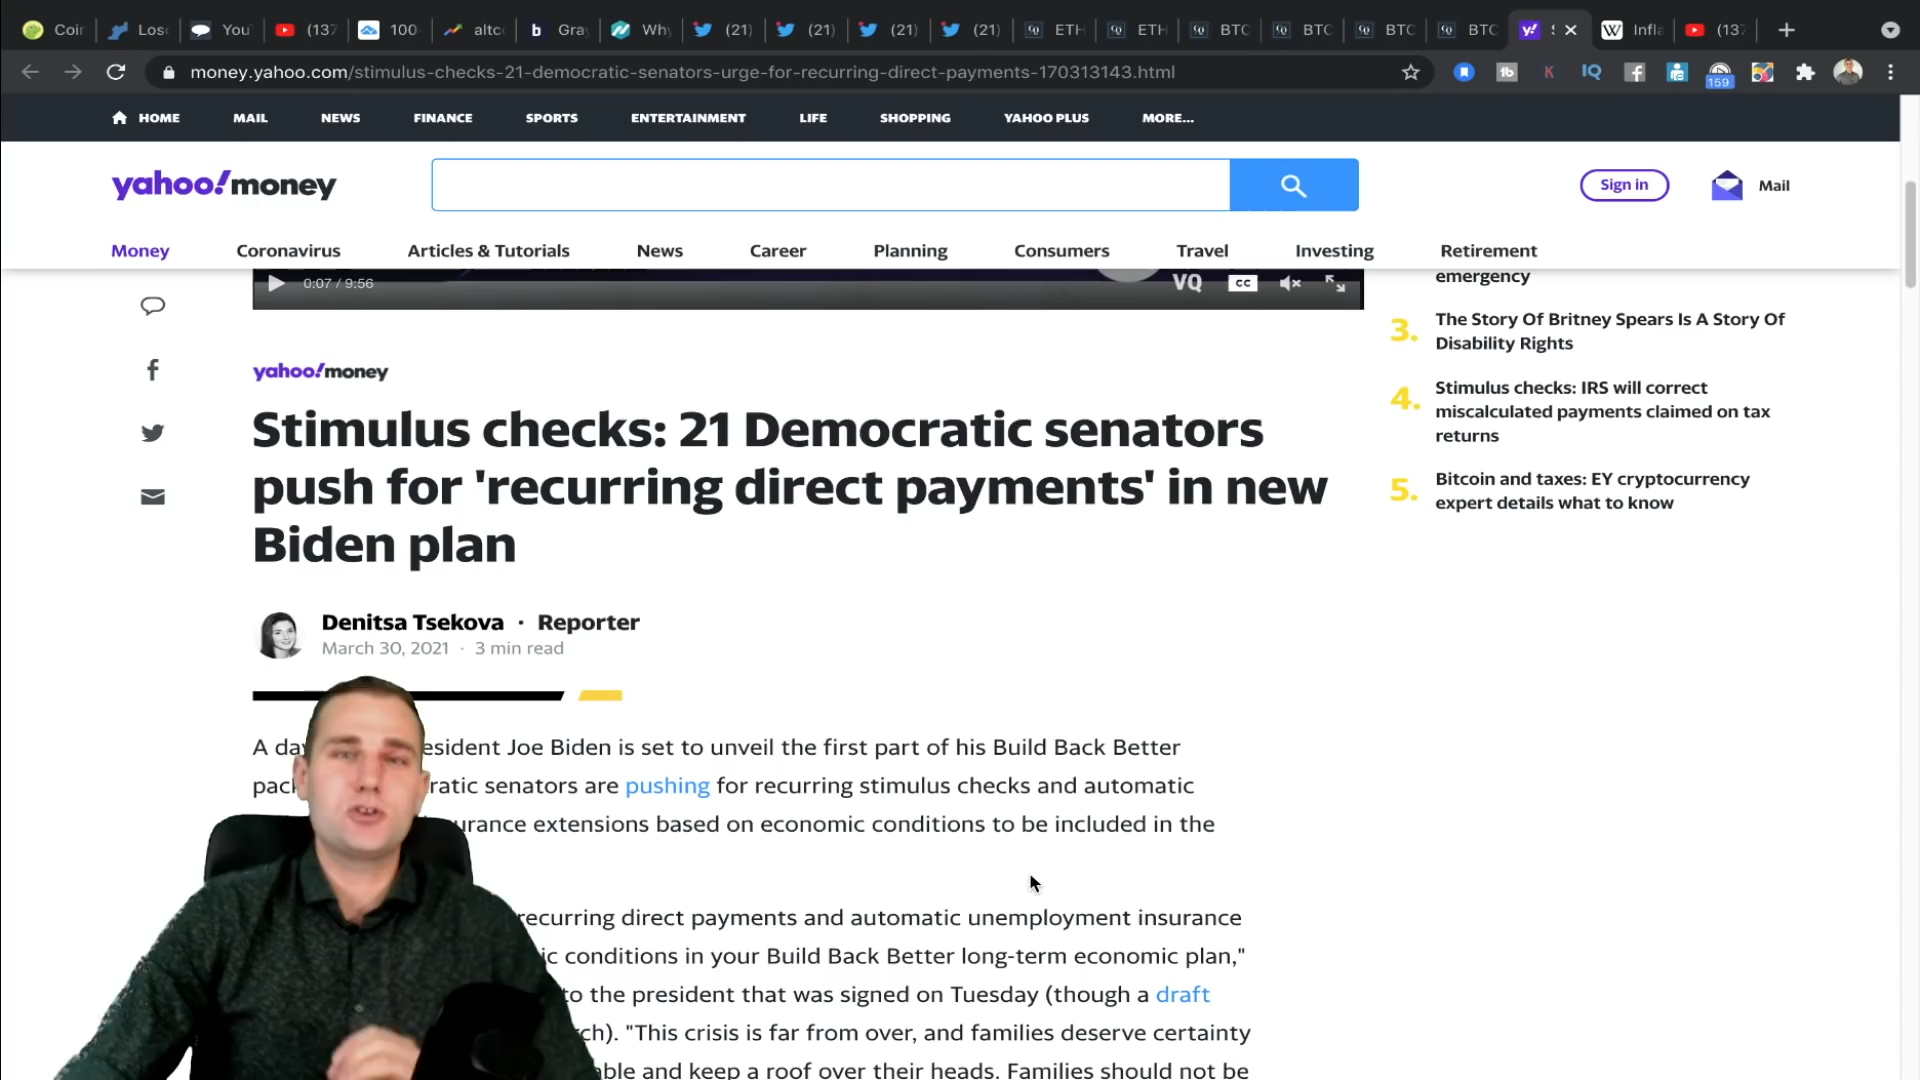 Coin
Los
You
(137
100
altc
b
Gra
Why
(21)
(21)
(21)
(21)
ETH
ETH
BTC
BTC
BTC
BTC
y!
W
Infla
(137
money.yahoo.com/stimulus-checks-21-democratic-senators-urge-for-recurring-direct-payments-170313143.html
tb
K
IQ
159
HOME MAIL NEWS FINANCE SPORTS ENTERTAINMENT LIFE SHOPPING YAHOO PLUS MORE...
yahoo!money
Sign in
Mail
Money Coronavirus Articles & Tutorials News Career Planning Consumers Travel Investing Retirement
0:07 / 9:56
VQ
CC
emergency
3. The Story Of Britney Spears Is A Story Of
Disability Rights
4. Stimulus checks: IRS will correct
miscalculated payments claimed on tax
returns
5. Bitcoin and taxes: EY cryptocurrency
expert details what to know
yahoo!money
Stimulus checks: 21 Democratic senators
push for 'recurring direct payments' in new
Biden plan
Denitsa Tsekova · Reporter
March 30, 2021 · 3 min read
A da esident Joe Biden is set to unveil the first part of his Build Back Better
pac ratic senators are pushing for recurring stimulus checks and automatic
urance extensions based on economic conditions to be included in the
recurring direct payments and automatic unemployment insurance
ic conditions in your Build Back Better long-term economic plan,"
to the president that was signed on Tuesday (though a draft
ch). "This crisis is far from over, and families deserve certainty
able and keep a roof over their heads. Families should not be